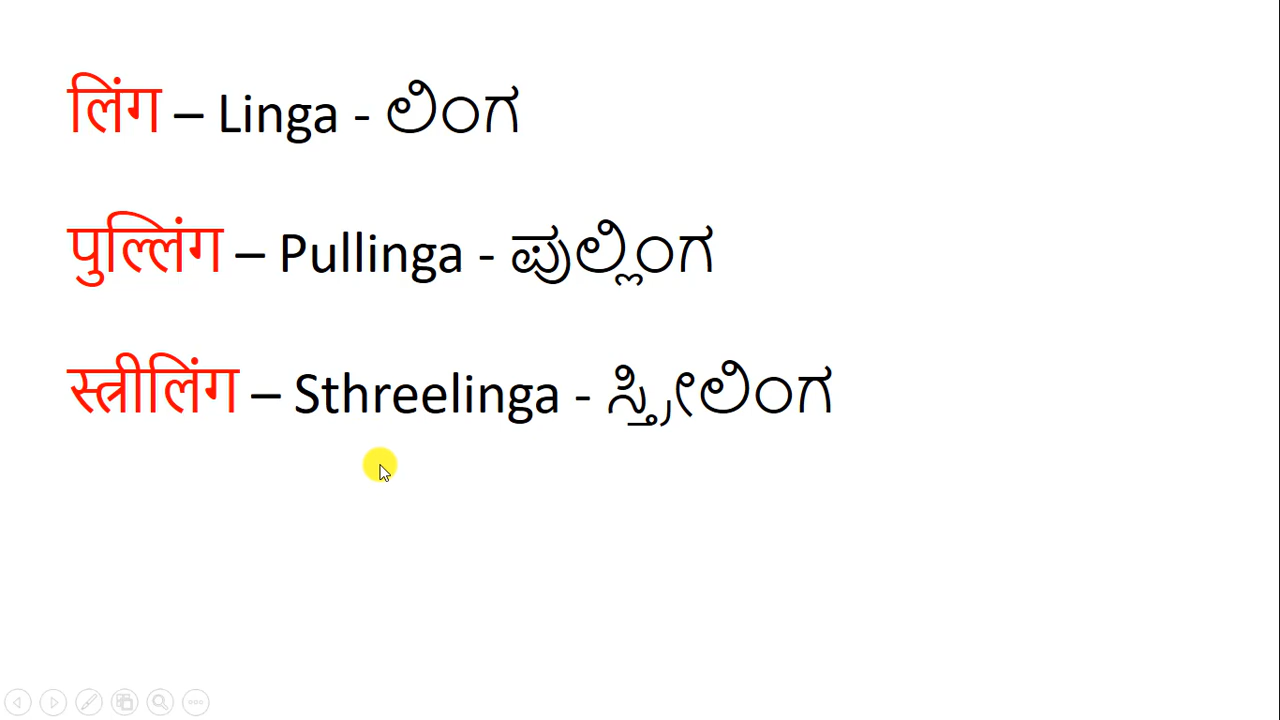 लिंग – Linga - ಲಿಂಗ
पुल्लिंग – Pullinga - ಪುಲ್ಲಿಂಗ
स्त्रीलिंग – Sthreelinga - ಸ್ತ್ರೀಲಿಂಗ